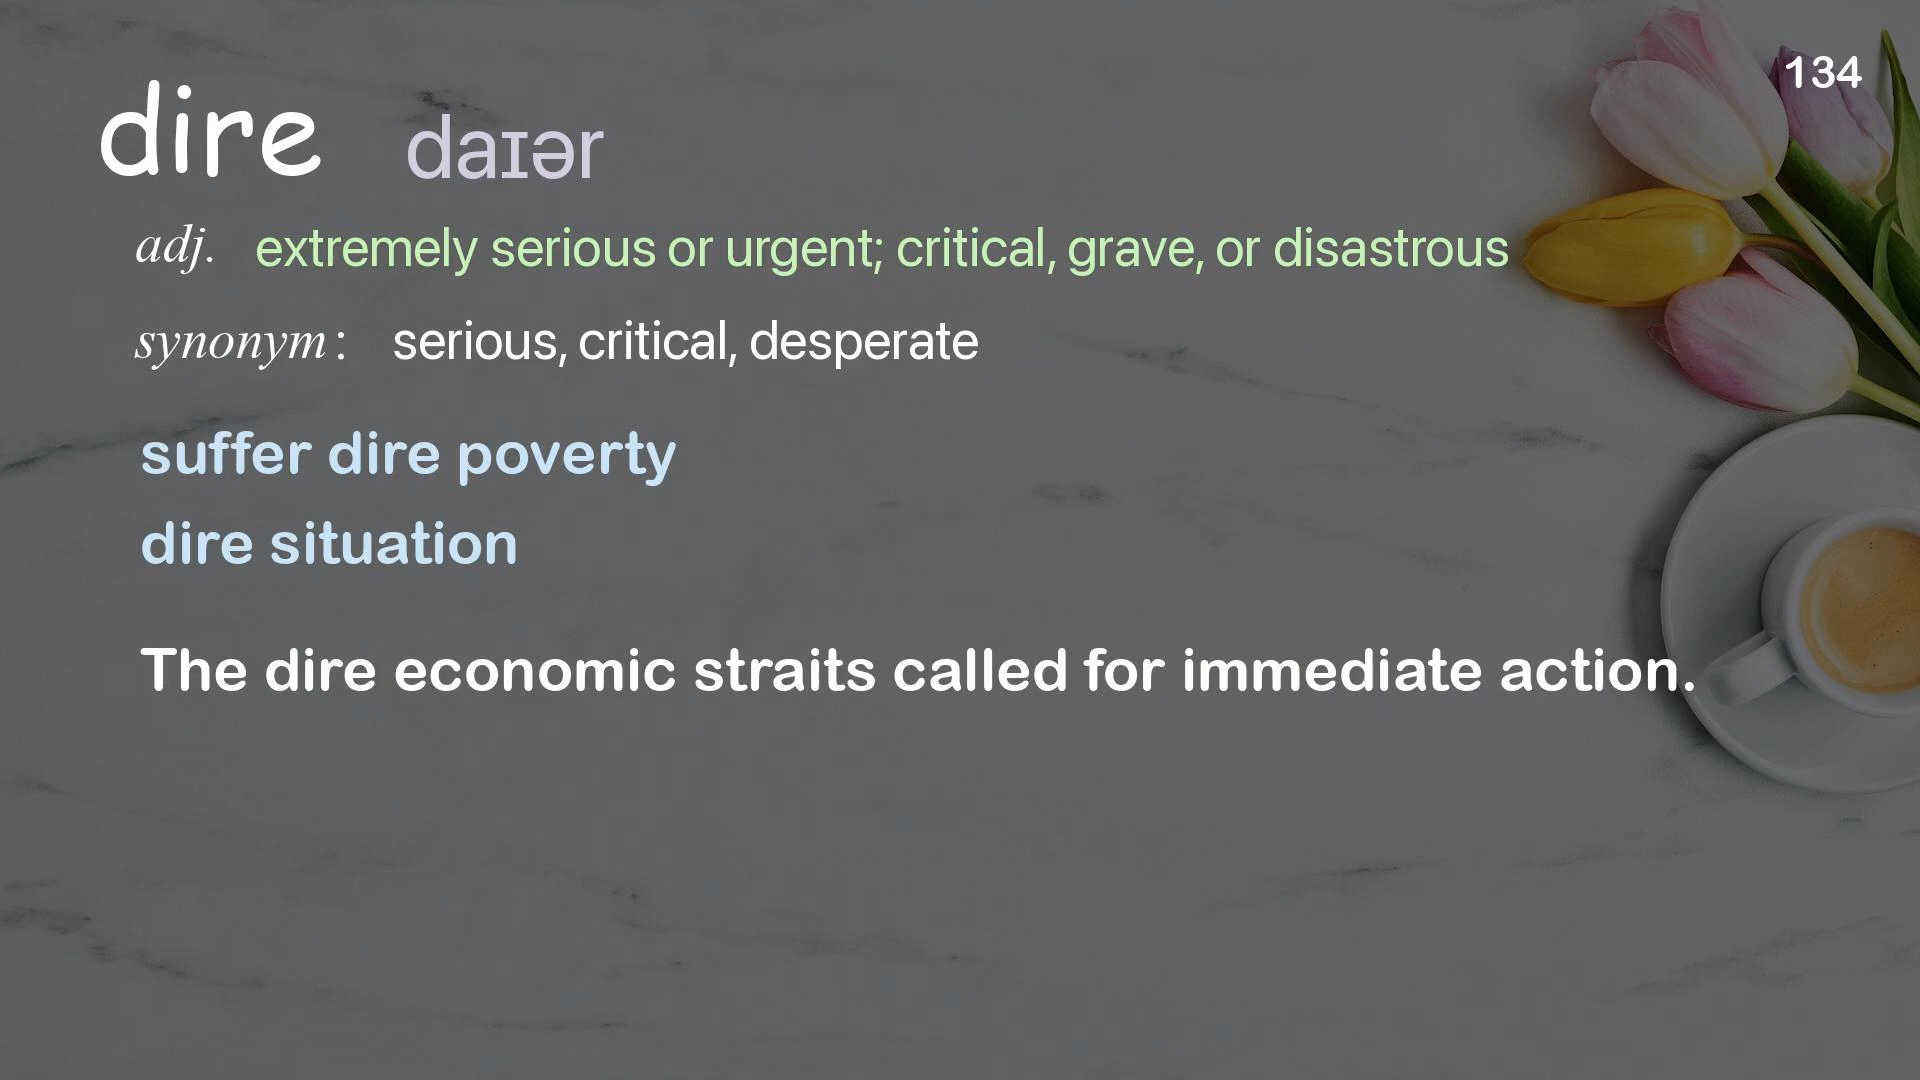 134
dire daɪər
adj. extremely serious or urgent; critical, grave, or disastrous
synonym : serious, critical, desperate
suffer dire poverty
dire situation
The dire economic straits called for immediate action.